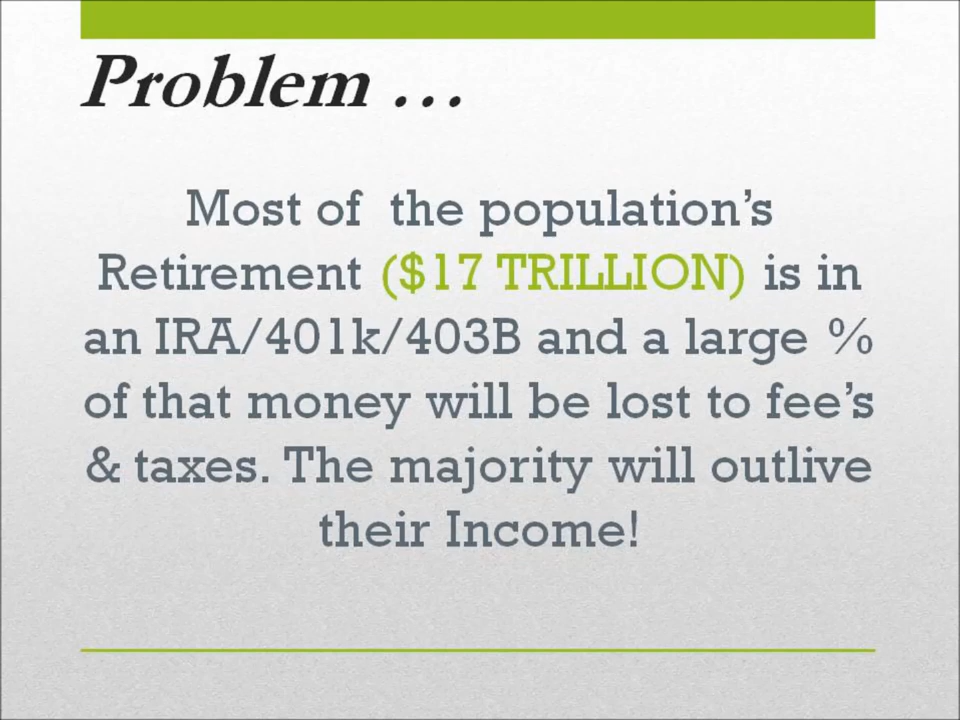 Problem ...
Most of the population's
Retirement ($17 TRILLION) is in
an IRA/401k/403B and a large %
of that money will be lost to fee's
& taxes. The majority will outlive
their Income!